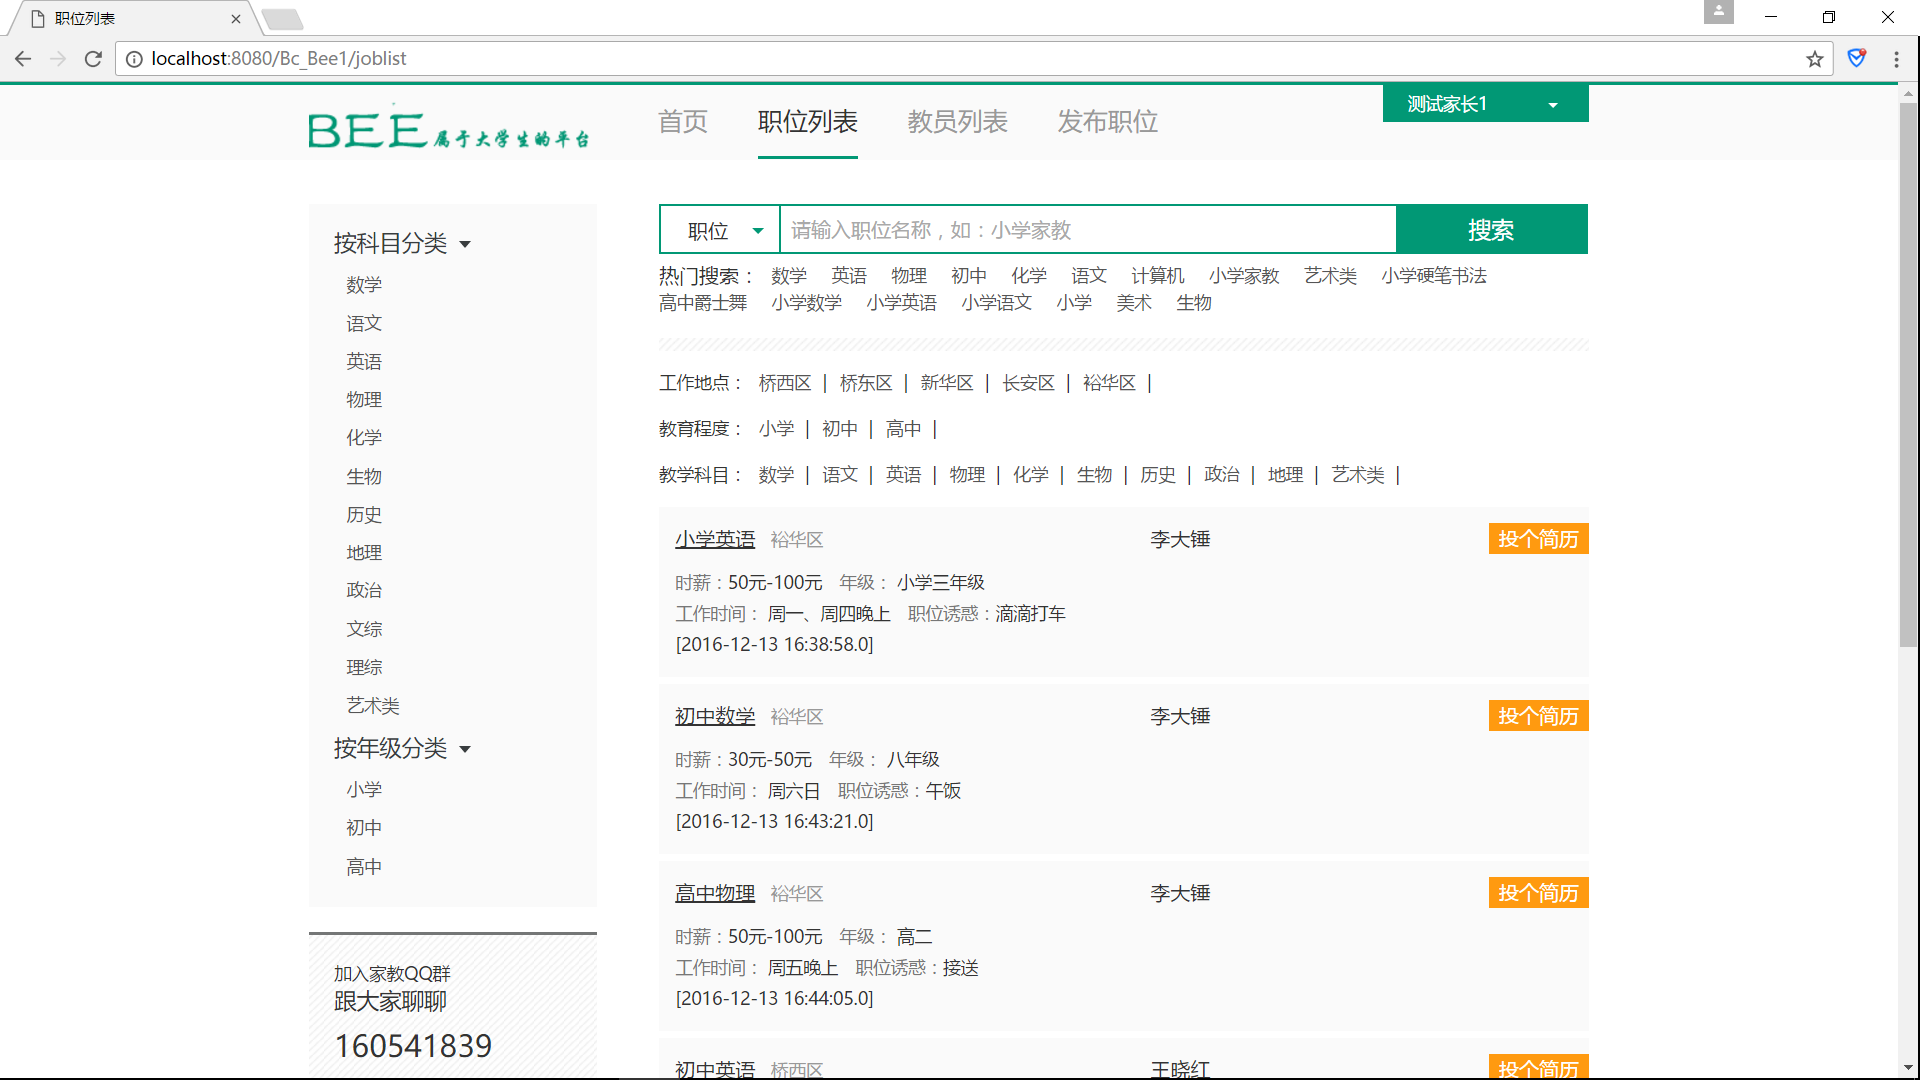 职位列表
localhost:8080/Bc_Bee1/joblist
BEE 属于大学生的平台
首页 职位列表 教员列表 发布职位
测试家长1
按科目分类
数学
语文
英语
物理
化学
生物
历史
地理
政治
文综
理综
艺术类
按年级分类
小学
初中
高中
加入家教QQ群
跟大家聊聊
160541839
职位 请输入职位名称，如：小学家教 搜索
热门搜索： 数学 英语 物理 初中 化学 语文 计算机 小学家教 艺术类 小学硬笔书法
高中爵士舞 小学数学 小学英语 小学语文 小学 美术 生物
工作地点： 桥西区 | 桥东区 | 新华区 | 长安区 | 裕华区 |
教育程度： 小学 | 初中 | 高中 |
教学科目： 数学 | 语文 | 英语 | 物理 | 化学 | 生物 | 历史 | 政治 | 地理 | 艺术类 |
小学英语 裕华区 李大锤 投个简历
时薪：50元-100元 年级： 小学三年级
工作时间： 周一、周四晚上 职位诱惑：滴滴打车
[2016-12-13 16:38:58.0]
初中数学 裕华区 李大锤 投个简历
时薪：30元-50元 年级： 八年级
工作时间： 周六日 职位诱惑：午饭
[2016-12-13 16:43:21.0]
高中物理 裕华区 李大锤 投个简历
时薪：50元-100元 年级： 高二
工作时间： 周五晚上 职位诱惑：接送
[2016-12-13 16:44:05.0]
初中英语 桥西区 王晓红 投个简历